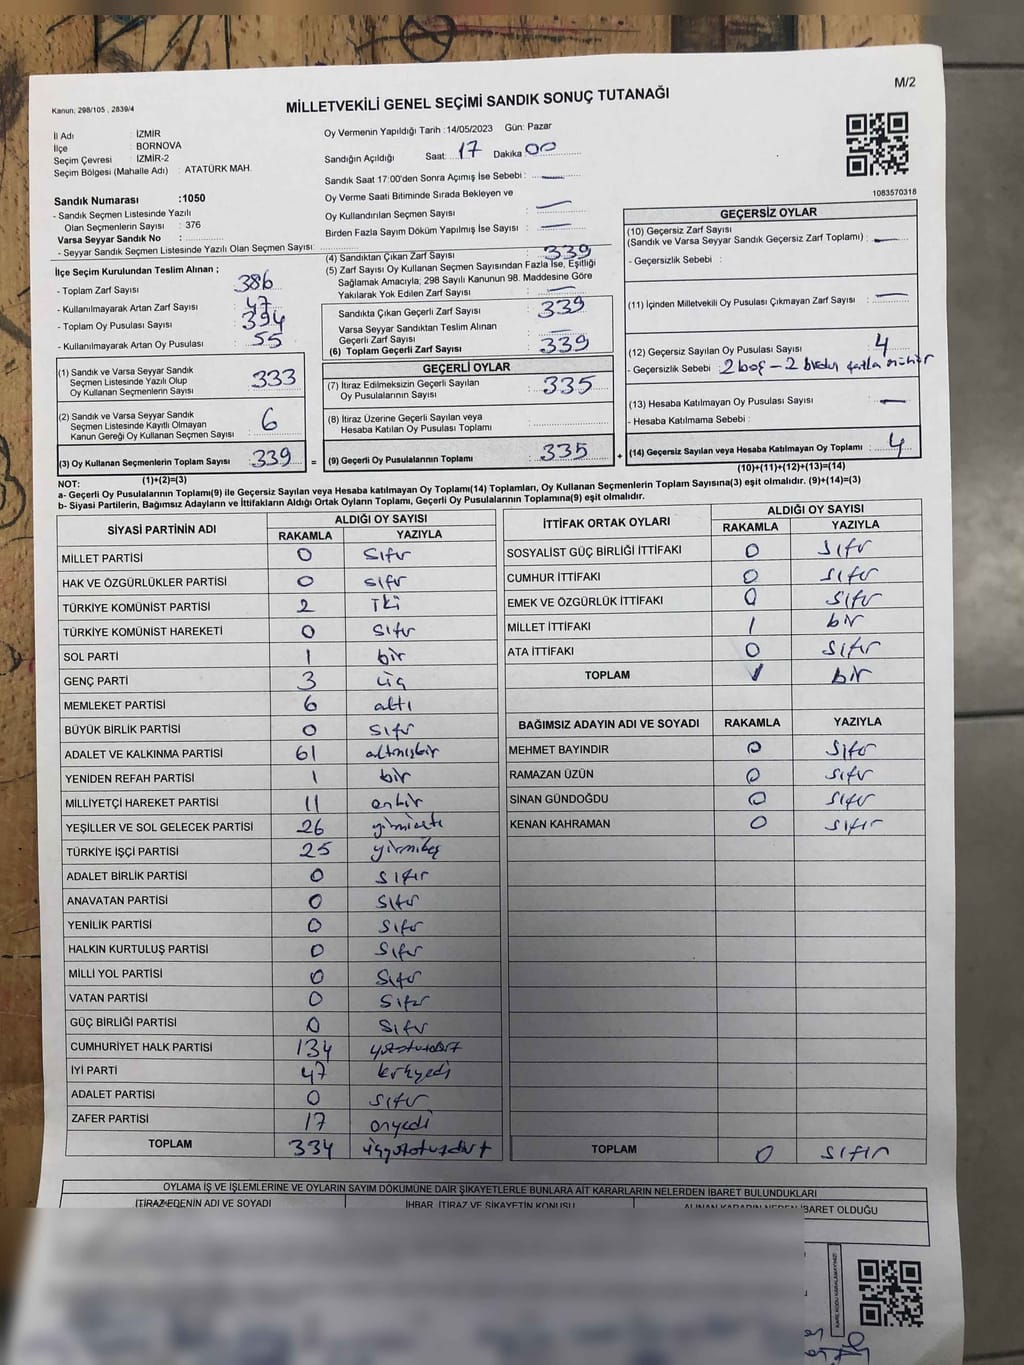 M/2
Kanun: 298/105 , 2839/4
MİLLETVEKİLİ GENEL SEÇİMİ SANDIK SONUÇ TUTANAĞI
İl Adı : İZMİR
İlçe : BORNOVA
Seçim Çevresi : İZMİR-2
Seçim Bölgesi (Mahalle Adı) : ATATÜRK MAH.
Sandık Numarası :1050
- Sandık Seçmen Listesinde Yazılı
Olan Seçmenlerin Sayısı : 376
Varsa Seyyar Sandık No :
- Seyyar Sandık Seçmen Listesinde Yazılı Olan Seçmen Sayısı:
Oy Vermenin Yapıldığı Tarih :14/05/2023 Gün: Pazar
Sandığın Açıldığı Saat: 17 Dakika 00
Sandık Saat 17:00'den Sonra Açımış İse Sebebi : —
Oy Verme Saati Bitiminde Sırada Bekleyen ve
Oy Kullandırılan Seçmen Sayısı —
Birden Fazla Sayım Döküm Yapılmış İse Sayısı : —
1083570318
İlçe Seçim Kurulundan Teslim Alınan ;
- Toplam Zarf Sayısı 386
- Kullanılmayarak Artan Zarf Sayısı 47
- Toplam Oy Pusulası Sayısı 394
- Kullanılmayarak Artan Oy Pusulası 55
(1) Sandık ve Varsa Seyyar Sandık
Seçmen Listesinde Yazılı Olup
Oy Kullanan Seçmenlerin Sayısı 333
(2) Sandık ve Varsa Seyyar Sandık
Seçmen Listesinde Kayıtlı Olmayan
Kanun Gereği Oy Kullanan Seçmen Sayısı 6
(3) Oy Kullanan Seçmenlerin Toplam Sayısı 339 =
(1)+(2)=(3)
(4) Sandıktan Çıkan Zarf Sayısı 339
(5) Zarf Sayısı Oy Kullanan Seçmen Sayısından Fazla İse, Eşitliği
Sağlamak Amacıyla; 298 Sayılı Kanunun 98. Maddesine Göre
Yakılarak Yok Edilen Zarf Sayısı —
Sandıkta Çıkan Geçerli Zarf Sayısı 339
Varsa Seyyar Sandıktan Teslim Alınan
Geçerli Zarf Sayısı —
(6) Toplam Geçerli Zarf Sayısı 339
GEÇERLİ OYLAR
(7) İtiraz Edilmeksizin Geçerli Sayılan
Oy Pusulalarının Sayısı 335
(8) İtiraz Üzerine Geçerli Sayılan veya
Hesaba Katılan Oy Pusulası Toplamı
(9) Geçerli Oy Pusulalarının Toplamı 335 +
GEÇERSİZ OYLAR
(10) Geçersiz Zarf Sayısı
(Sandık ve Varsa Seyyar Sandık Geçersiz Zarf Toplamı) : —
- Geçersizlik Sebebi :
(11) İçinden Milletvekili Oy Pusulası Çıkmayan Zarf Sayısı : —
(12) Geçersiz Sayılan Oy Pusulası Sayısı 4
- Geçersizlik Sebebi 2 boş - 2 birden fazla mühür
(13) Hesaba Katılmayan Oy Pusulası Sayısı —
- Hesaba Katılmama Sebebi :
(14) Geçersiz Sayılan veya Hesaba Katılmayan Oy Toplamı : 4
(10)+(11)+(12)+(13)=(14)
NOT:
a- Geçerli Oy Pusulalarının Toplamı(9) ile Geçersiz Sayılan veya Hesaba katılmayan Oy Toplamı(14) Toplamları, Oy Kullanan Seçmenlerin Toplam Sayısına(3) eşit olmalıdır. (9)+(14)=(3)
b- Siyasi Partilerin, Bağımsız Adayların ve İttifakların Aldığı Ortak Oyların Toplamı, Geçerli Oy Pusulalarının Toplamına(9) eşit olmalıdır.
SİYASİ PARTİNİN ADI ALDIĞI OY SAYISI
RAKAMLA YAZIYLA
MİLLET PARTİSİ 0 Sıfır
HAK VE ÖZGÜRLÜKLER PARTİSİ 0 sıfır
TÜRKİYE KOMÜNİST PARTİSİ 2 İki
TÜRKİYE KOMÜNİST HAREKETİ 0 Sıfır
SOL PARTİ 1 bir
GENÇ PARTİ 3 üç
MEMLEKET PARTİSİ 6 altı
BÜYÜK BİRLİK PARTİSİ 0 Sıfır
ADALET VE KALKINMA PARTİSİ 61 altmışbir
YENİDEN REFAH PARTİSİ 1 bir
MİLLİYETÇİ HAREKET PARTİSİ 11 onbir
YEŞİLLER VE SOL GELECEK PARTİSİ 26 yirmialtı
TÜRKİYE İŞÇİ PARTİSİ 25 yirmibeş
ADALET BİRLİK PARTİSİ 0 Sıfır
ANAVATAN PARTİSİ 0 Sıfır
YENİLİK PARTİSİ 0 Sıfır
HALKIN KURTULUŞ PARTİSİ 0 Sıfır
MİLLİ YOL PARTİSİ 0 Sıfır
VATAN PARTİSİ 0 Sıfır
GÜÇ BİRLİĞİ PARTİSİ 0 Sıfır
CUMHURİYET HALK PARTİSİ 134 yüzotuzdört
İYİ PARTİ 47 kırkyedi
ADALET PARTİSİ 0 sıfır
ZAFER PARTİSİ 17 onyedi
TOPLAM 334 üçyüzotuzdört
İTTİFAK ORTAK OYLARI ALDIĞI OY SAYISI
RAKAMLA YAZIYLA
SOSYALİST GÜÇ BİRLİĞİ İTTİFAKI 0 Sıfır
CUMHUR İTTİFAKI 0 Sıfır
EMEK VE ÖZGÜRLÜK İTTİFAKI 0 Sıfır
MİLLET İTTİFAKI 1 bir
ATA İTTİFAKI 0 Sıfır
TOPLAM 1 bir
BAĞIMSIZ ADAYIN ADI VE SOYADI RAKAMLA YAZIYLA
MEHMET BAYINDIR 0 Sıfır
RAMAZAN ÜZÜN 0 sıfır
SİNAN GÜNDOĞDU 0 Sıfır
KENAN KAHRAMAN 0 sıfır
TOPLAM 0 sıfır
OYLAMA İŞ VE İŞLEMLERİNE VE OYLARIN SAYIM DÖKÜMÜNE DAİR ŞİKAYETLERLE BUNLARA AİT KARARLARIN NELERDEN İBARET BULUNDUKLARI
İTİRAZ EDENİN ADI VE SOYADI İHBAR, İTİRAZ VE ŞİKAYETİN KONUSU ALINAN KARARIN NEDEN İBARET OLDUĞU